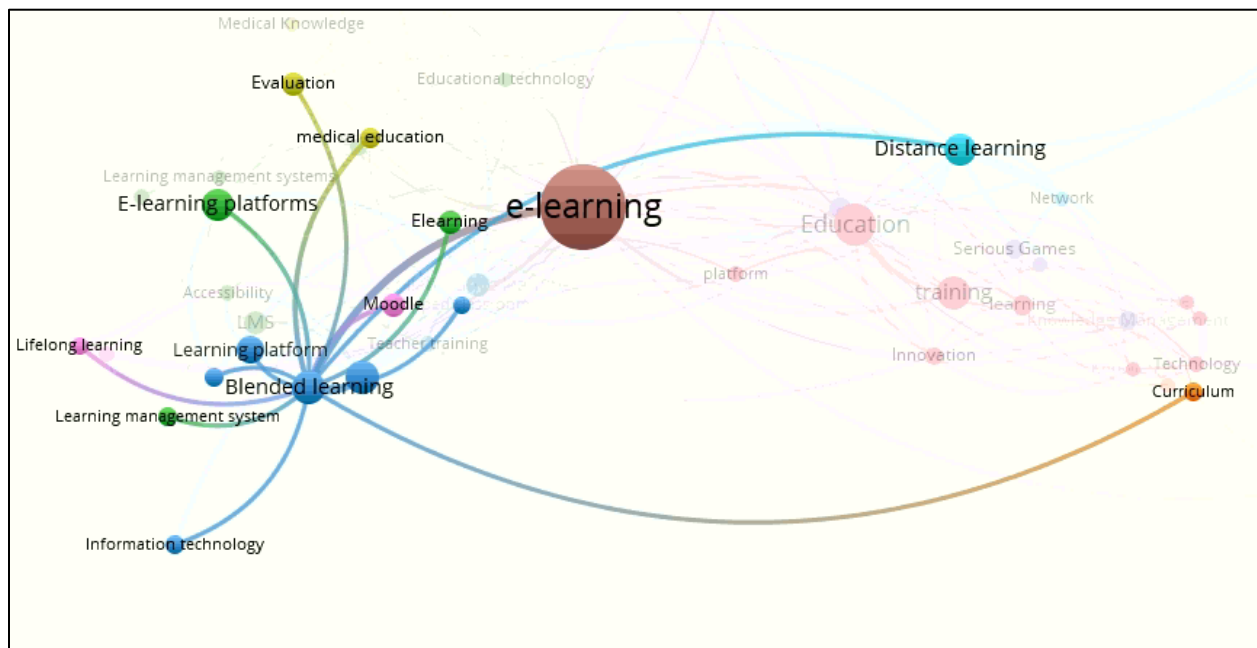 Medical Knowledge
Evaluation
Educational technology
medical education
Distance learning
Learning management systems
E-learning platforms
e-learning
Elearning
Network
Education
Serious Games
platform
Accessibility
Moodle
training
learning
LMS
Knowledge Management
Lifelong learning
Learning platform
Teacher training
Innovation
Technology
Blended learning
Curriculum
Learning management system
Information technology